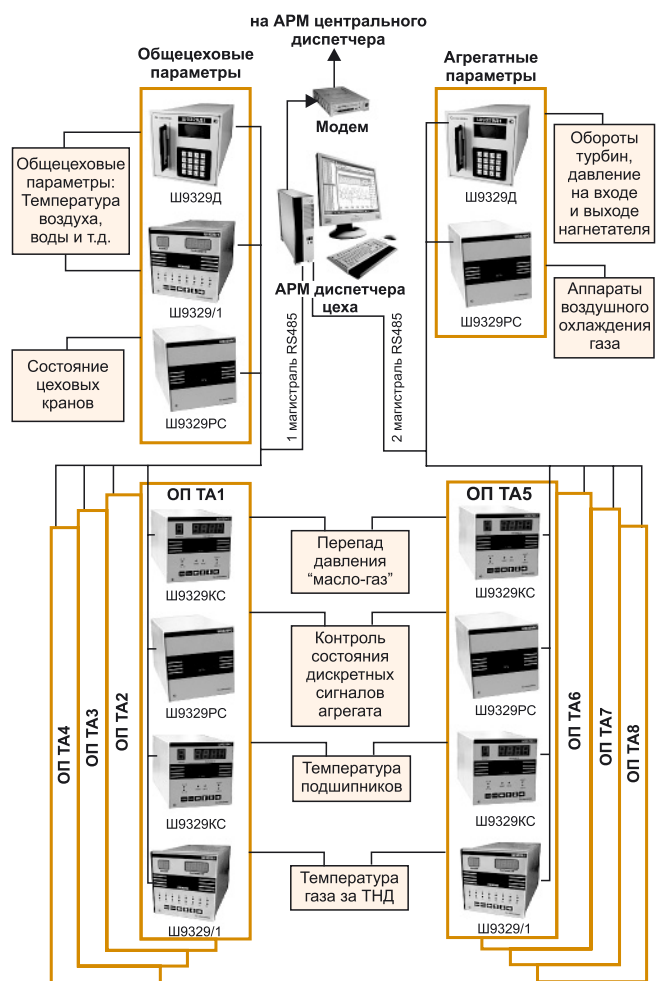 на АРМ центрального
диспетчера
Общецеховые
параметры
Агрегатные
параметры
Модем
Ш9329Д
Ш9329Д
Общецеховые
параметры:
Температура
воздуха,
воды и т.д.
Обороты
турбин,
давление
на входе
и выходе
нагнетателя
Ш9329/1
АРМ диспетчера
цеха
Ш9329РС
Аппараты
воздушного
охлаждения
газа
Состояние
цеховых
кранов
Ш9329РС
1 магистраль RS485
2 магистраль RS485
ОП ТА1
ОП ТА5
Ш9329КС
Перепад
давления
“масло-газ”
Ш9329КС
Ш9329РС
Контроль
состояния
дискретных
сигналов
агрегата
Ш9329РС
ОП ТА4
ОП ТА3
ОП ТА2
ОП ТА6
ОП ТА7
ОП ТА8
Ш9329КС
Температура
подшипников
Ш9329КС
Ш9329/1
Температура
газа за ТНД
Ш9329/1